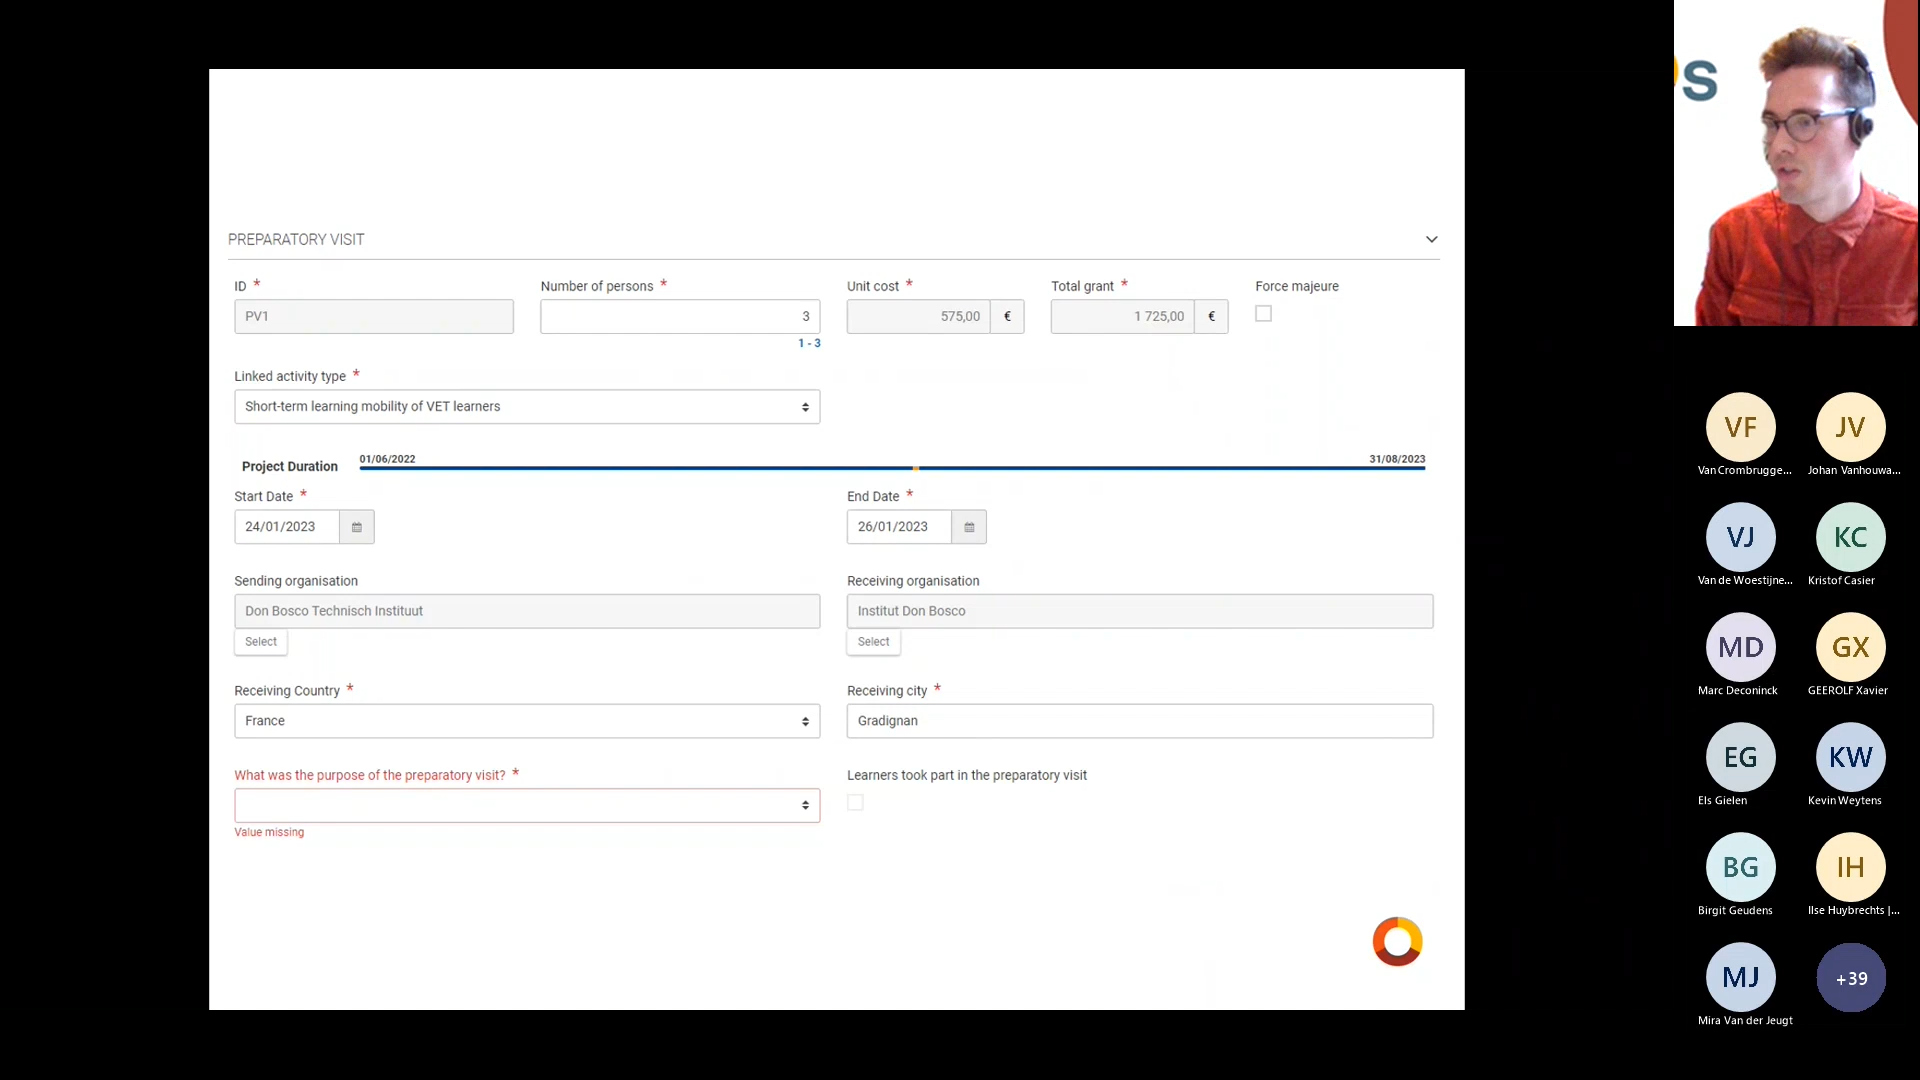 s
PREPARATORY VISIT
ID * Number of persons * Unit cost * Total grant * Force majeure
PV1 3 575,00 € 1 725,00 €
1 - 3
Linked activity type *
Short-term learning mobility of VET learners
Project Duration 01/06/2022 31/08/2023
Start Date * End Date *
24/01/2023 26/01/2023
Sending organisation Receiving organisation
Don Bosco Technisch Instituut Institut Don Bosco
Select Select
Receiving Country * Receiving city *
France Gradignan
What was the purpose of the preparatory visit? * Learners took part in the preparatory visit
Value missing
VF JV
Van Crombrugge... Johan Vanhouwa...
VJ KC
Van de Woestijne... Kristof Casier
MD GX
Marc Deconinck GEEROLF Xavier
EG KW
Els Gielen Kevin Weytens
BG IH
Birgit Geudens Ilse Huybrechts |...
MJ +39
Mira Van der Jeugt